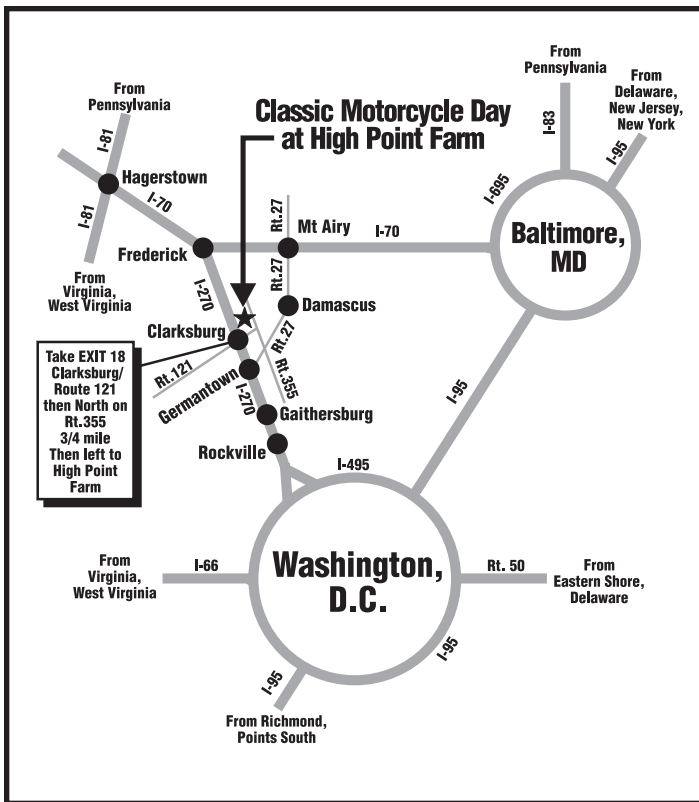 Classic Motorcycle Day
at High Point Farm
From
Pennsylvania
I-81
Hagerstown
I-81
I-70
From
Virginia,
West Virginia
Frederick
Rt.27
Mt Airy
I-70
Rt.27
Damascus
Rt.27
From
Pennsylvania
I-83
From
Delaware,
New Jersey,
New York
I-95
I-695
Baltimore,
MD
I-270
Clarksburg
Rt.121
Rt.355
Germantown
I-270
Gaithersburg
Rockville
Take EXIT 18
Clarksburg/
Route 121
then North on
Rt.355
3/4 mile
Then left to
High Point
Farm
I-95
I-495
Washington,
D.C.
From
Virginia,
West Virginia
I-66
Rt. 50
From
Eastern Shore,
Delaware
I-95
I-95
From Richmond,
Points South